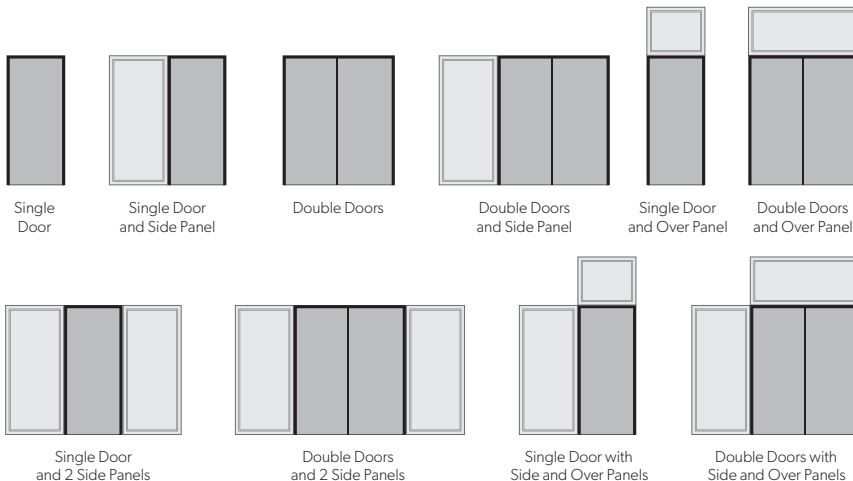 Single
Door
Single Door
and Side Panel
Double Doors
Double Doors
and Side Panel
Single Door
and Over Panel
Double Doors
and Over Panel
Single Door
and 2 Side Panels
Double Doors
and 2 Side Panels
Single Door with
Side and Over Panels
Double Doors with
Side and Over Panels